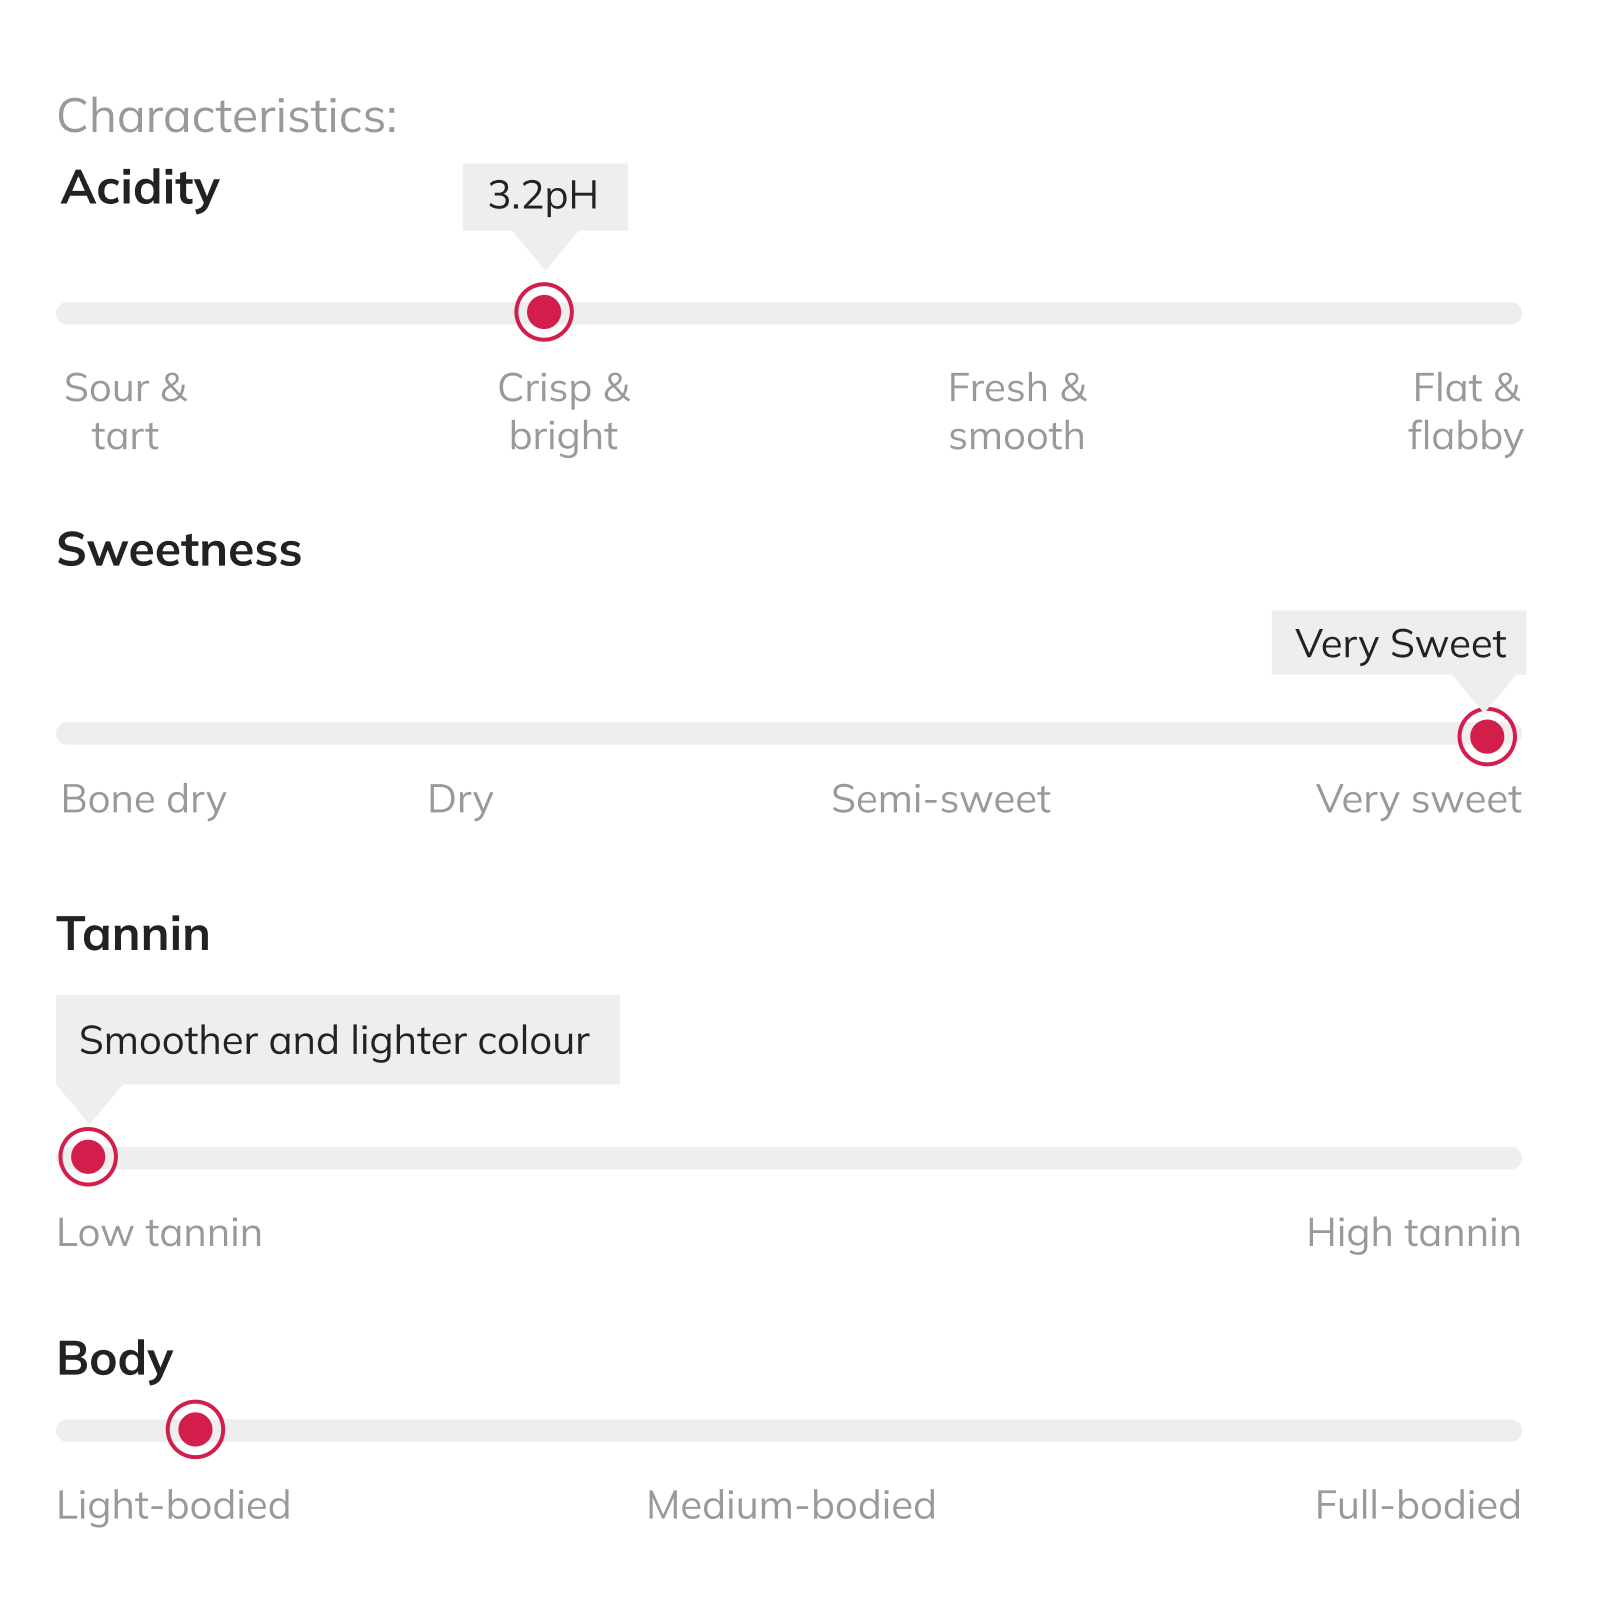 Characteristics:
Acidity
3.2pH
Sour & Crisp & Fresh & Flat &
tart bright smooth flabby
Sweetness
Very Sweet
Bone dry Dry Semi-sweet Very sweet
Tannin
Smoother and lighter colour
Low tannin High tannin
Body
Light-bodied Medium-bodied Full-bodied